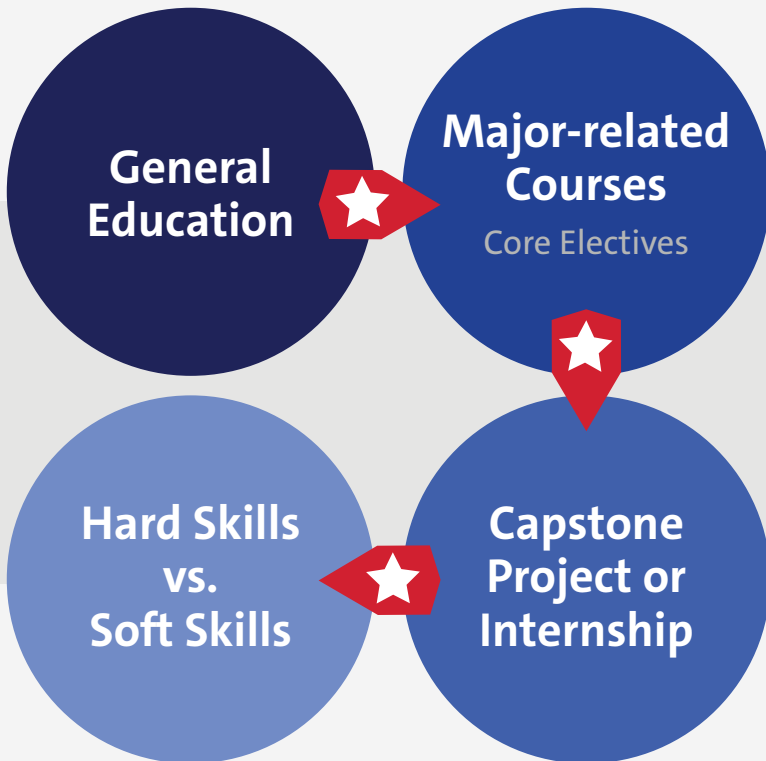 General
Education
Major-related
Courses
Core Electives
Hard Skills
vs.
Soft Skills
Capstone
Project or
Internship